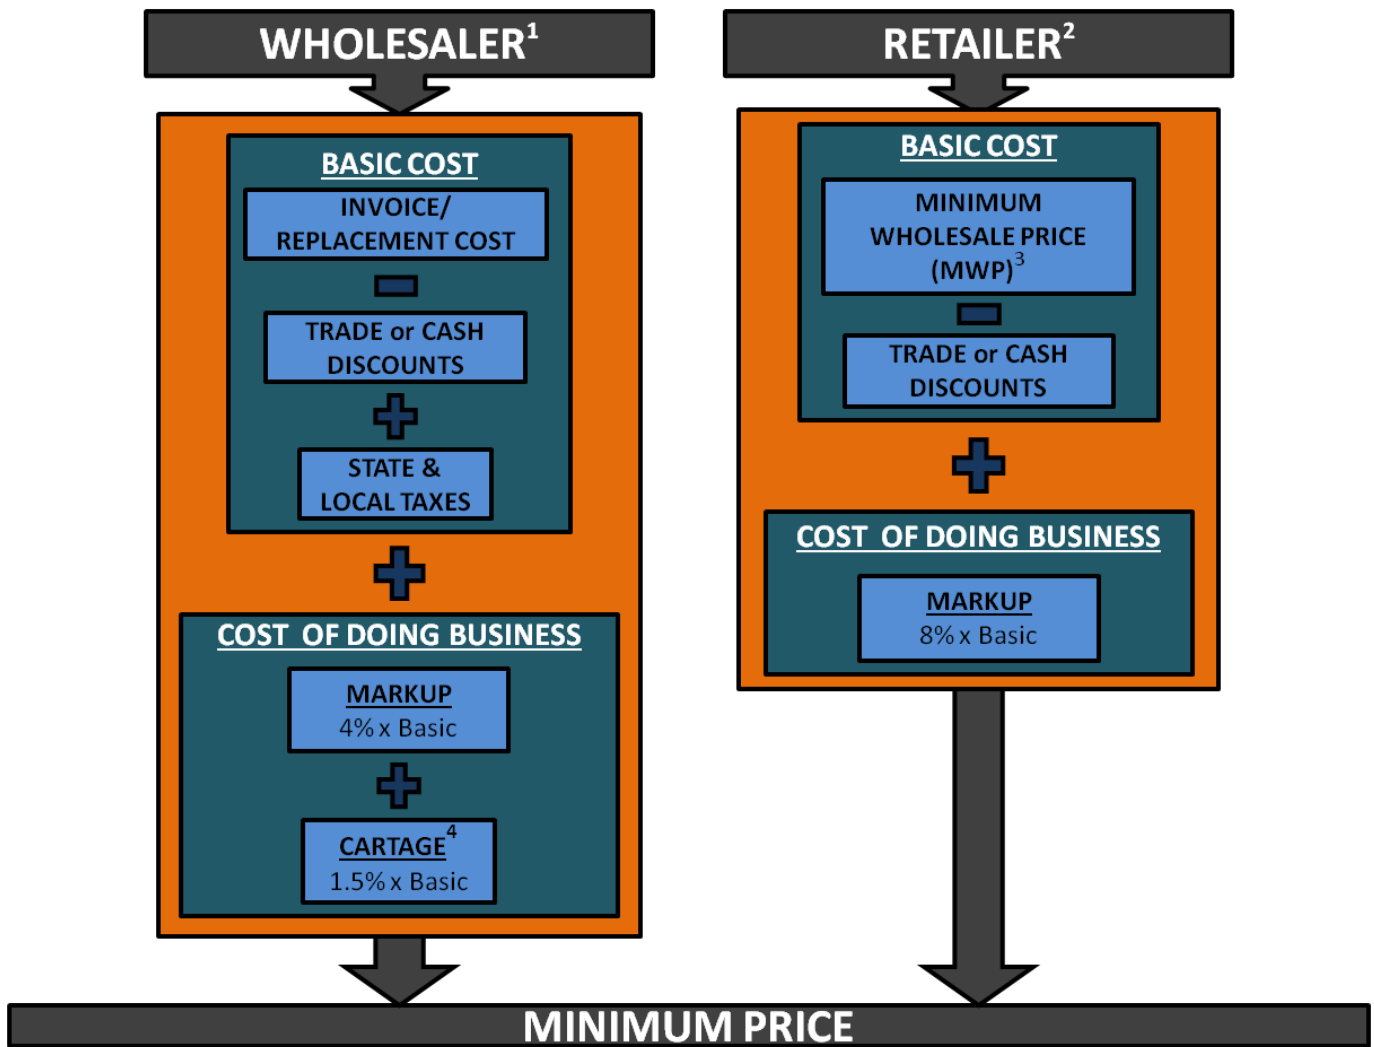 WHOLESALER¹
BASIC COST
INVOICE/
REPLACEMENT COST
TRADE or CASH
DISCOUNTS
STATE &
LOCAL TAXES
COST OF DOING BUSINESS
MARKUP
4% x Basic
CARTAGE⁴
1.5% x Basic
RETAILER²
BASIC COST
MINIMUM
WHOLESALE PRICE
(MWP)³
TRADE or CASH
DISCOUNTS
COST OF DOING BUSINESS
MARKUP
8% x Basic
MINIMUM PRICE